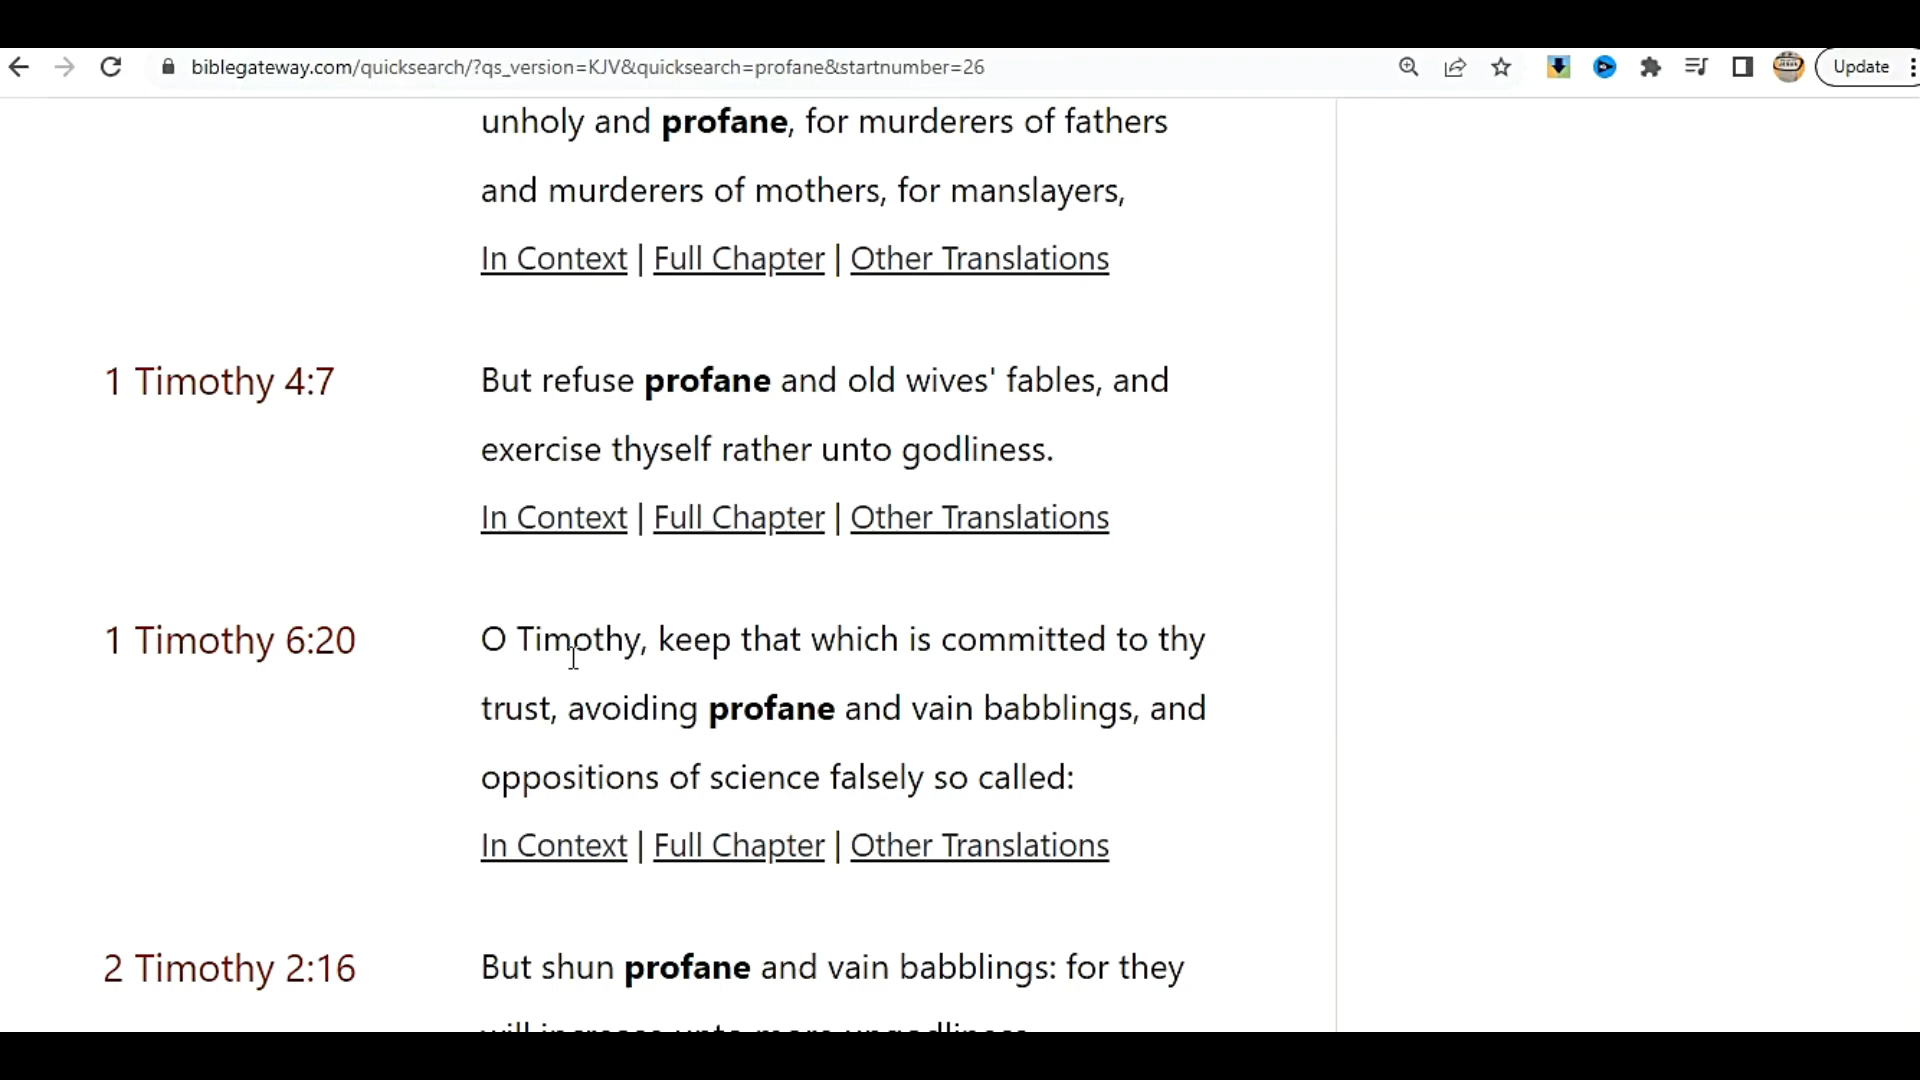 biblegateway.com/quicksearch/?qs_version=KJV&quicksearch=profane&startnumber=26
Update
unholy and profane, for murderers of fathers
and murderers of mothers, for manslayers,
In Context | Full Chapter | Other Translations
1 Timothy 4:7
But refuse profane and old wives' fables, and
exercise thyself rather unto godliness.
In Context | Full Chapter | Other Translations
1 Timothy 6:20
O Timothy, keep that which is committed to thy
trust, avoiding profane and vain babblings, and
oppositions of science falsely so called:
In Context | Full Chapter | Other Translations
2 Timothy 2:16
But shun profane and vain babblings: for they
will increase unto more ungodliness.